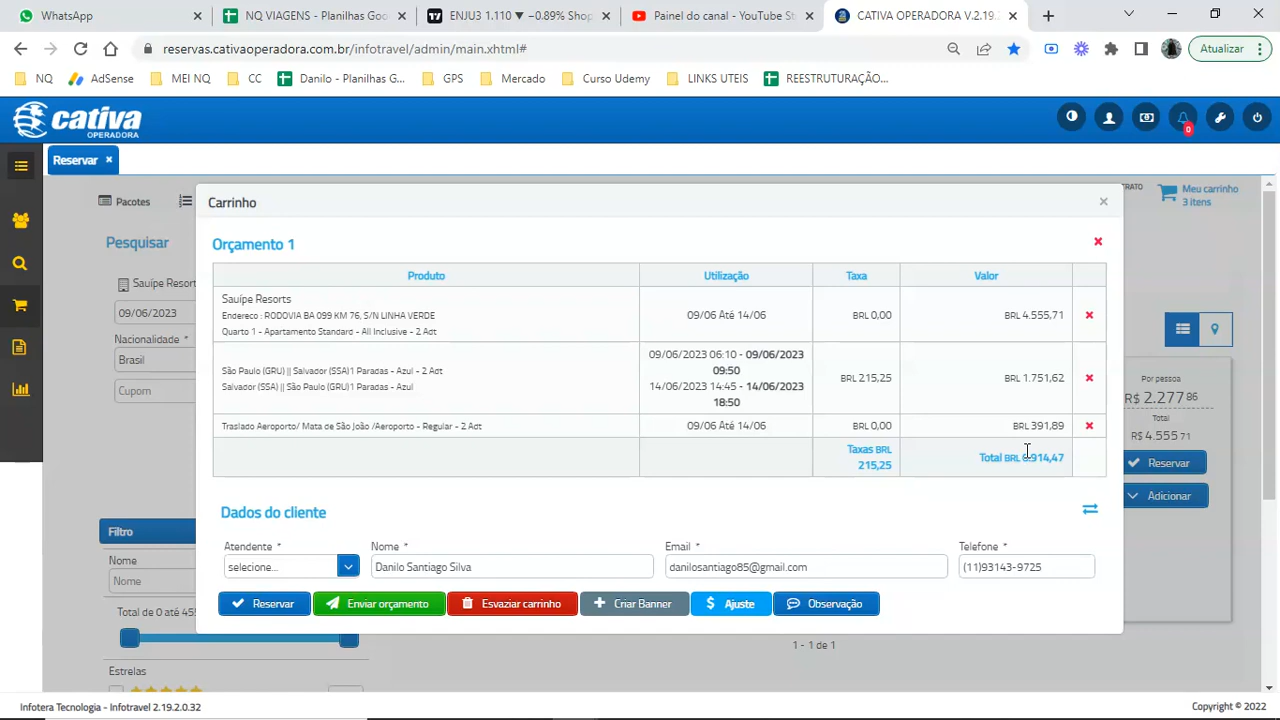 WhatsApp
NQ VIAGENS - Planilhas Goo
ENJU3 1.110 ▼ −0.89% Shop
Painel do canal - YouTube St
CATIVA OPERADORA V.2.19.
reservas.cativaoperadora.com.br/infotravel/admin/main.xhtml#
Atualizar
NQ
AdSense
MEI NQ
CC
Danilo - Planilhas G...
GPS
Mercado
Curso Udemy
LINKS UTEIS
REESTRUTURAÇÃO...
cativa
OPERADORA
0
Reservar
Pacotes
TRATO
Meu carrinho
3 itens
Pesquisar
Sauípe Resort
09/06/2023
Nacionalidade
Brasil
Cupom
Filtro
Nome
Nome
Total de 0 até 455
Estrelas
Carrinho
Orçamento 1
Produto
Utilização
Taxa
Valor
Sauípe Resorts
Endereco : RODOVIA BA 099 KM 76, S/N LINHA VERDE
Quarto 1 - Apartamento Standard - All Inclusive - 2 Adt
09/06 Até 14/06
BRL 0,00
BRL 4.555,71
São Paulo (GRU) || Salvador (SSA)1 Paradas - Azul - 2 Adt
Salvador (SSA) || São Paulo (GRU)1 Paradas - Azul
09/06/2023 06:10 - 09/06/2023
09:50
14/06/2023 14:45 - 14/06/2023
18:50
BRL 215,25
BRL 1.751,62
Traslado Aeroporto/ Mata de São João /Aeroporto - Regular - 2 Adt
09/06 Até 14/06
BRL 0,00
BRL 391,89
Taxas BRL
215,25
Total BRL 6.914,47
Dados do cliente
Atendente *
Nome *
Email *
Telefone *
selecione...
Danilo Santiago Silva
danilosantiago85@gmail.com
(11)93143-9725
Reservar
Enviar orçamento
Esvaziar carrinho
Criar Banner
Ajuste
Observação
Por pessoa
R$ 2.277 86
Total
R$ 4.555 71
Reservar
Adicionar
1 - 1 de 1
Infotera Tecnologia - Infotravel 2.19.2.0.32
Copyright © 2022